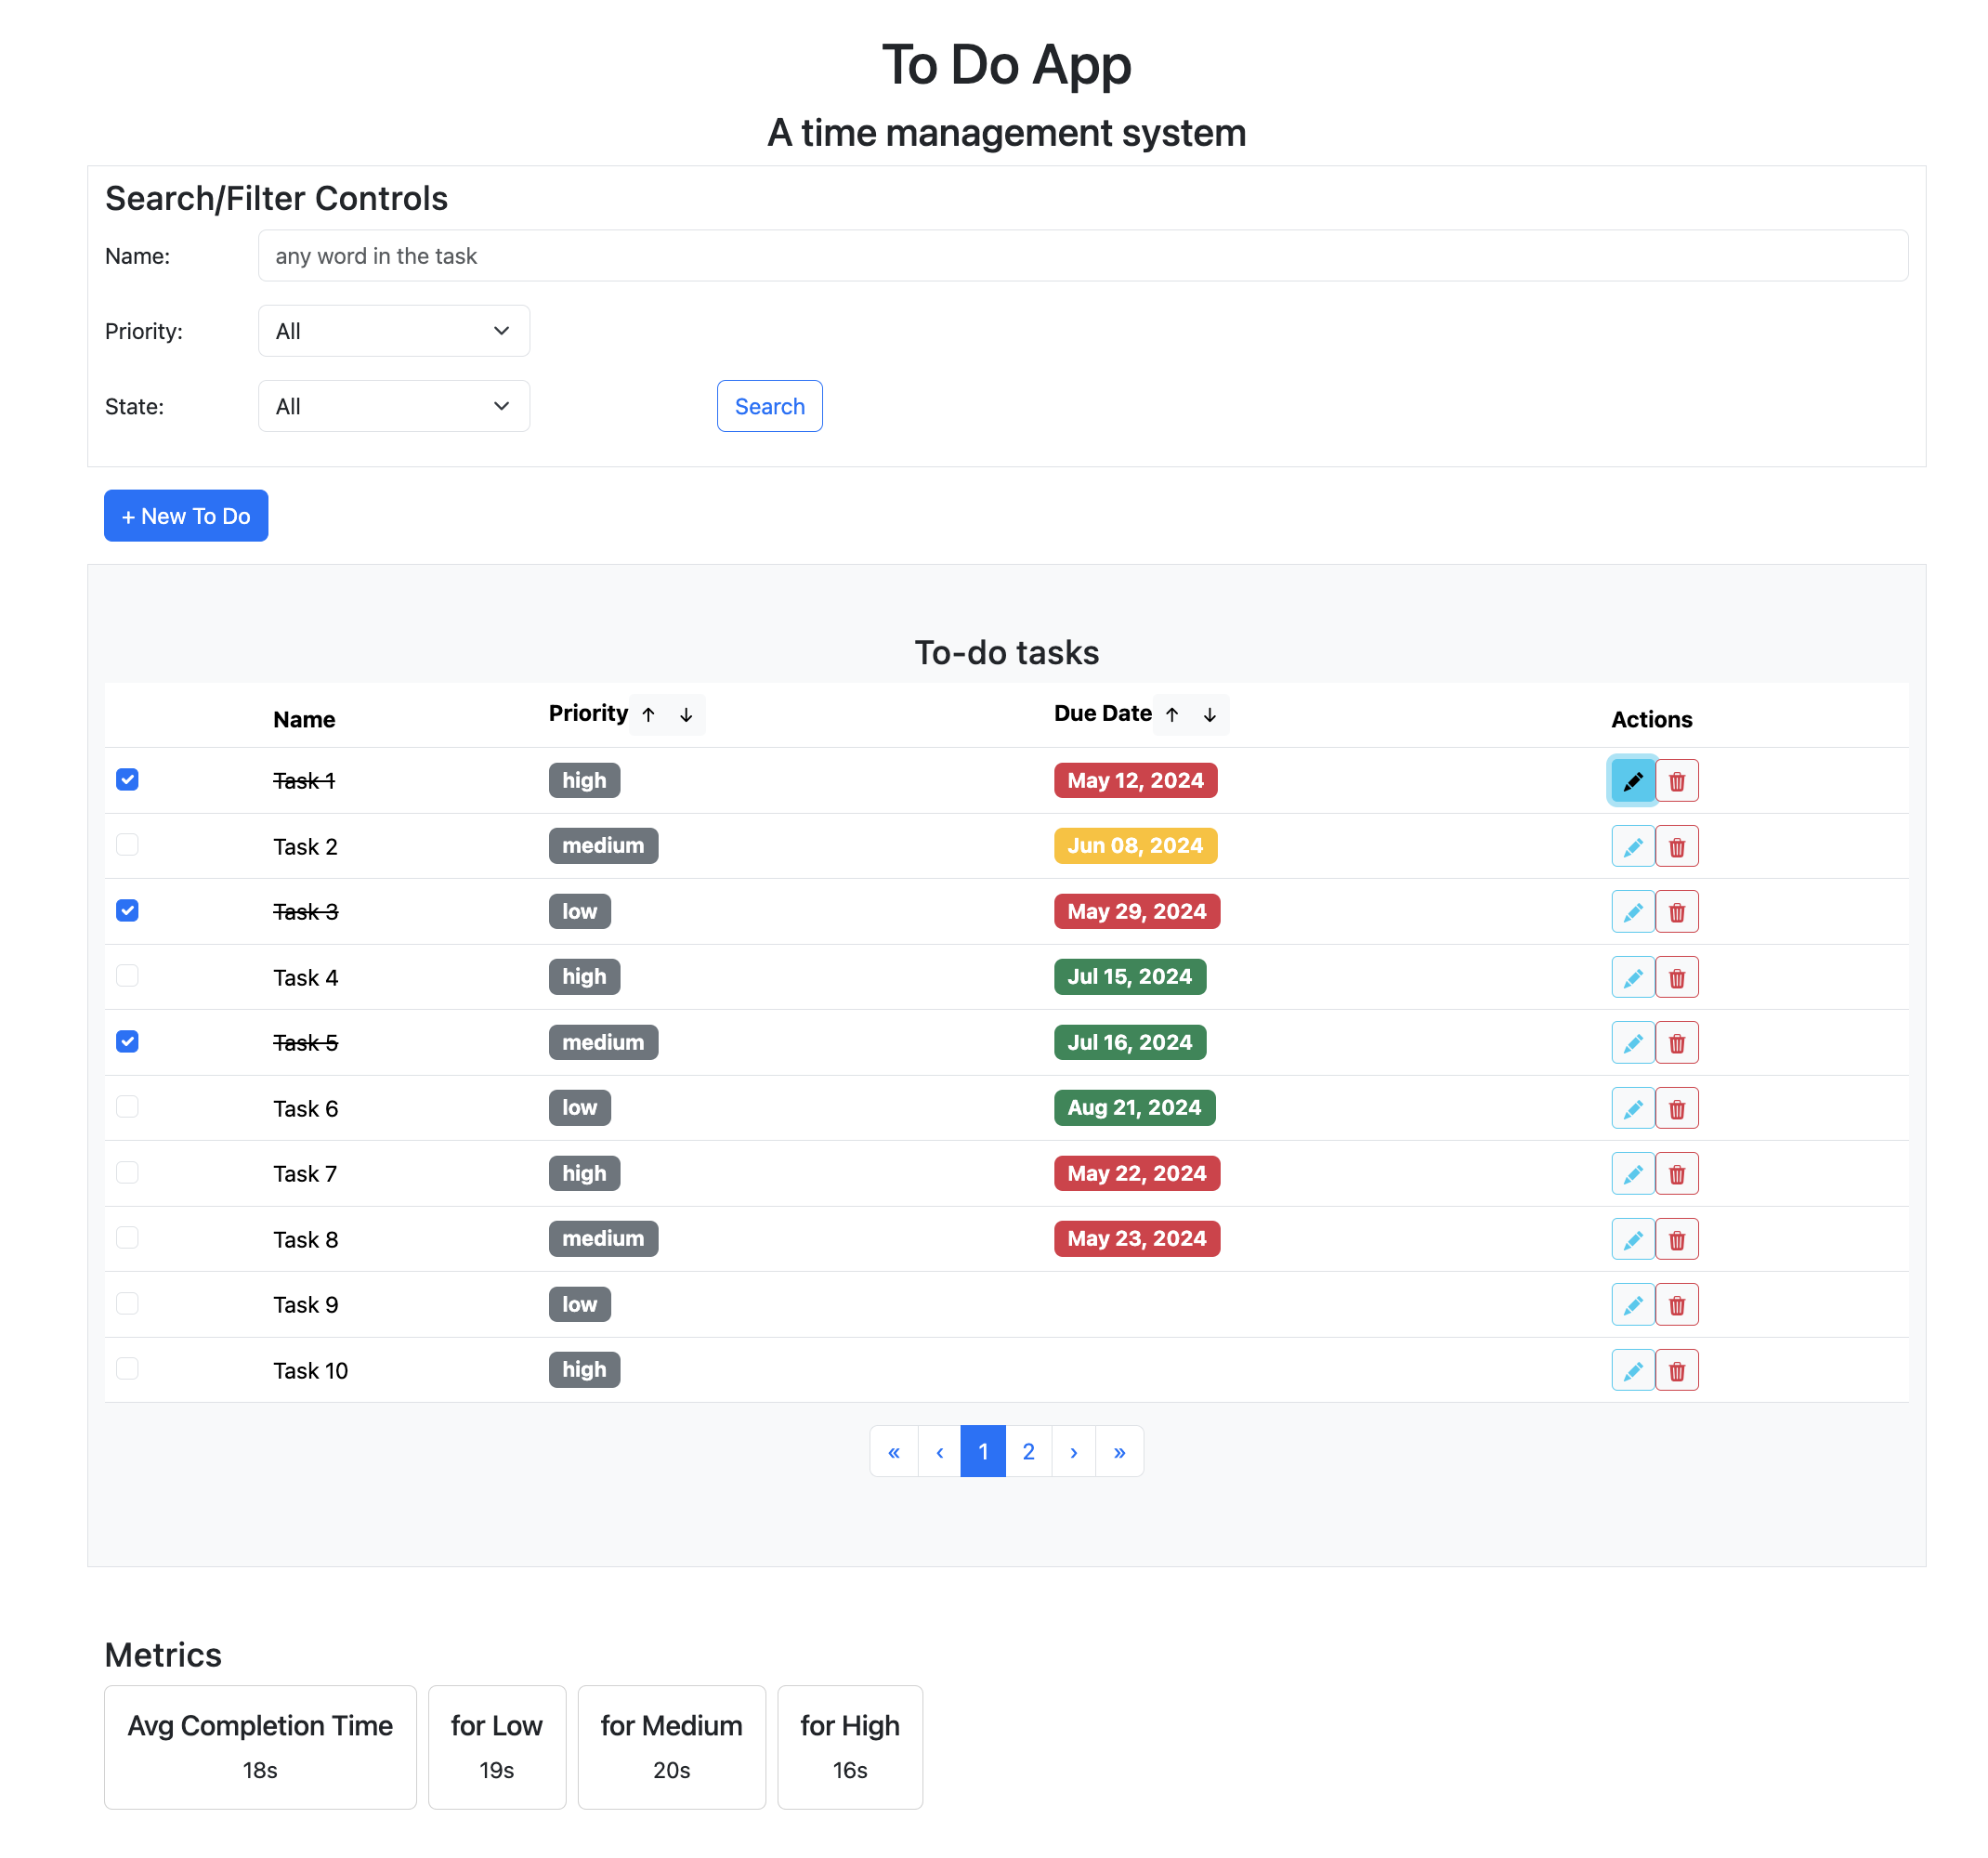 To Do App
A time management system
Search/Filter Controls
Name: any word in the task
Priority: All
State: All Search
+ New To Do
To-do tasks
Name Priority ↑ ↓ Due Date ↑ ↓ Actions
Task 1 high May 12, 2024
Task 2 medium Jun 08, 2024
Task 3 low May 29, 2024
Task 4 high Jul 15, 2024
Task 5 medium Jul 16, 2024
Task 6 low Aug 21, 2024
Task 7 high May 22, 2024
Task 8 medium May 23, 2024
Task 9 low
Task 10 high
« ‹ 1 2 › »
Metrics
Avg Completion Time for Low for Medium for High
18s 19s 20s 16s